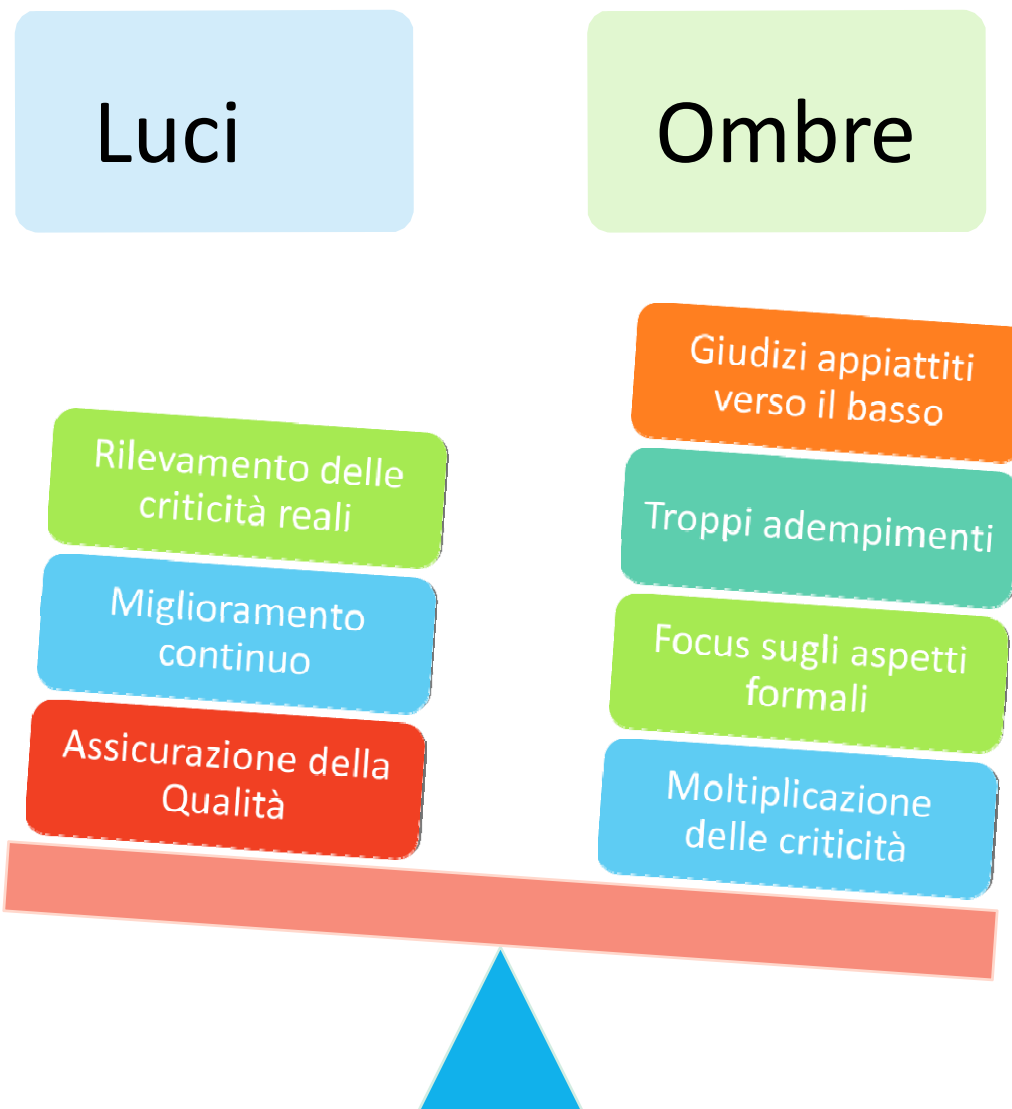 Luci
Ombre
Rilevamento delle
criticità reali
Miglioramento
continuo
Assicurazione della
Qualità
Giudizi appiattiti
verso il basso
Troppi adempimenti
Focus sugli aspetti
formali
Moltiplicazione
delle criticità